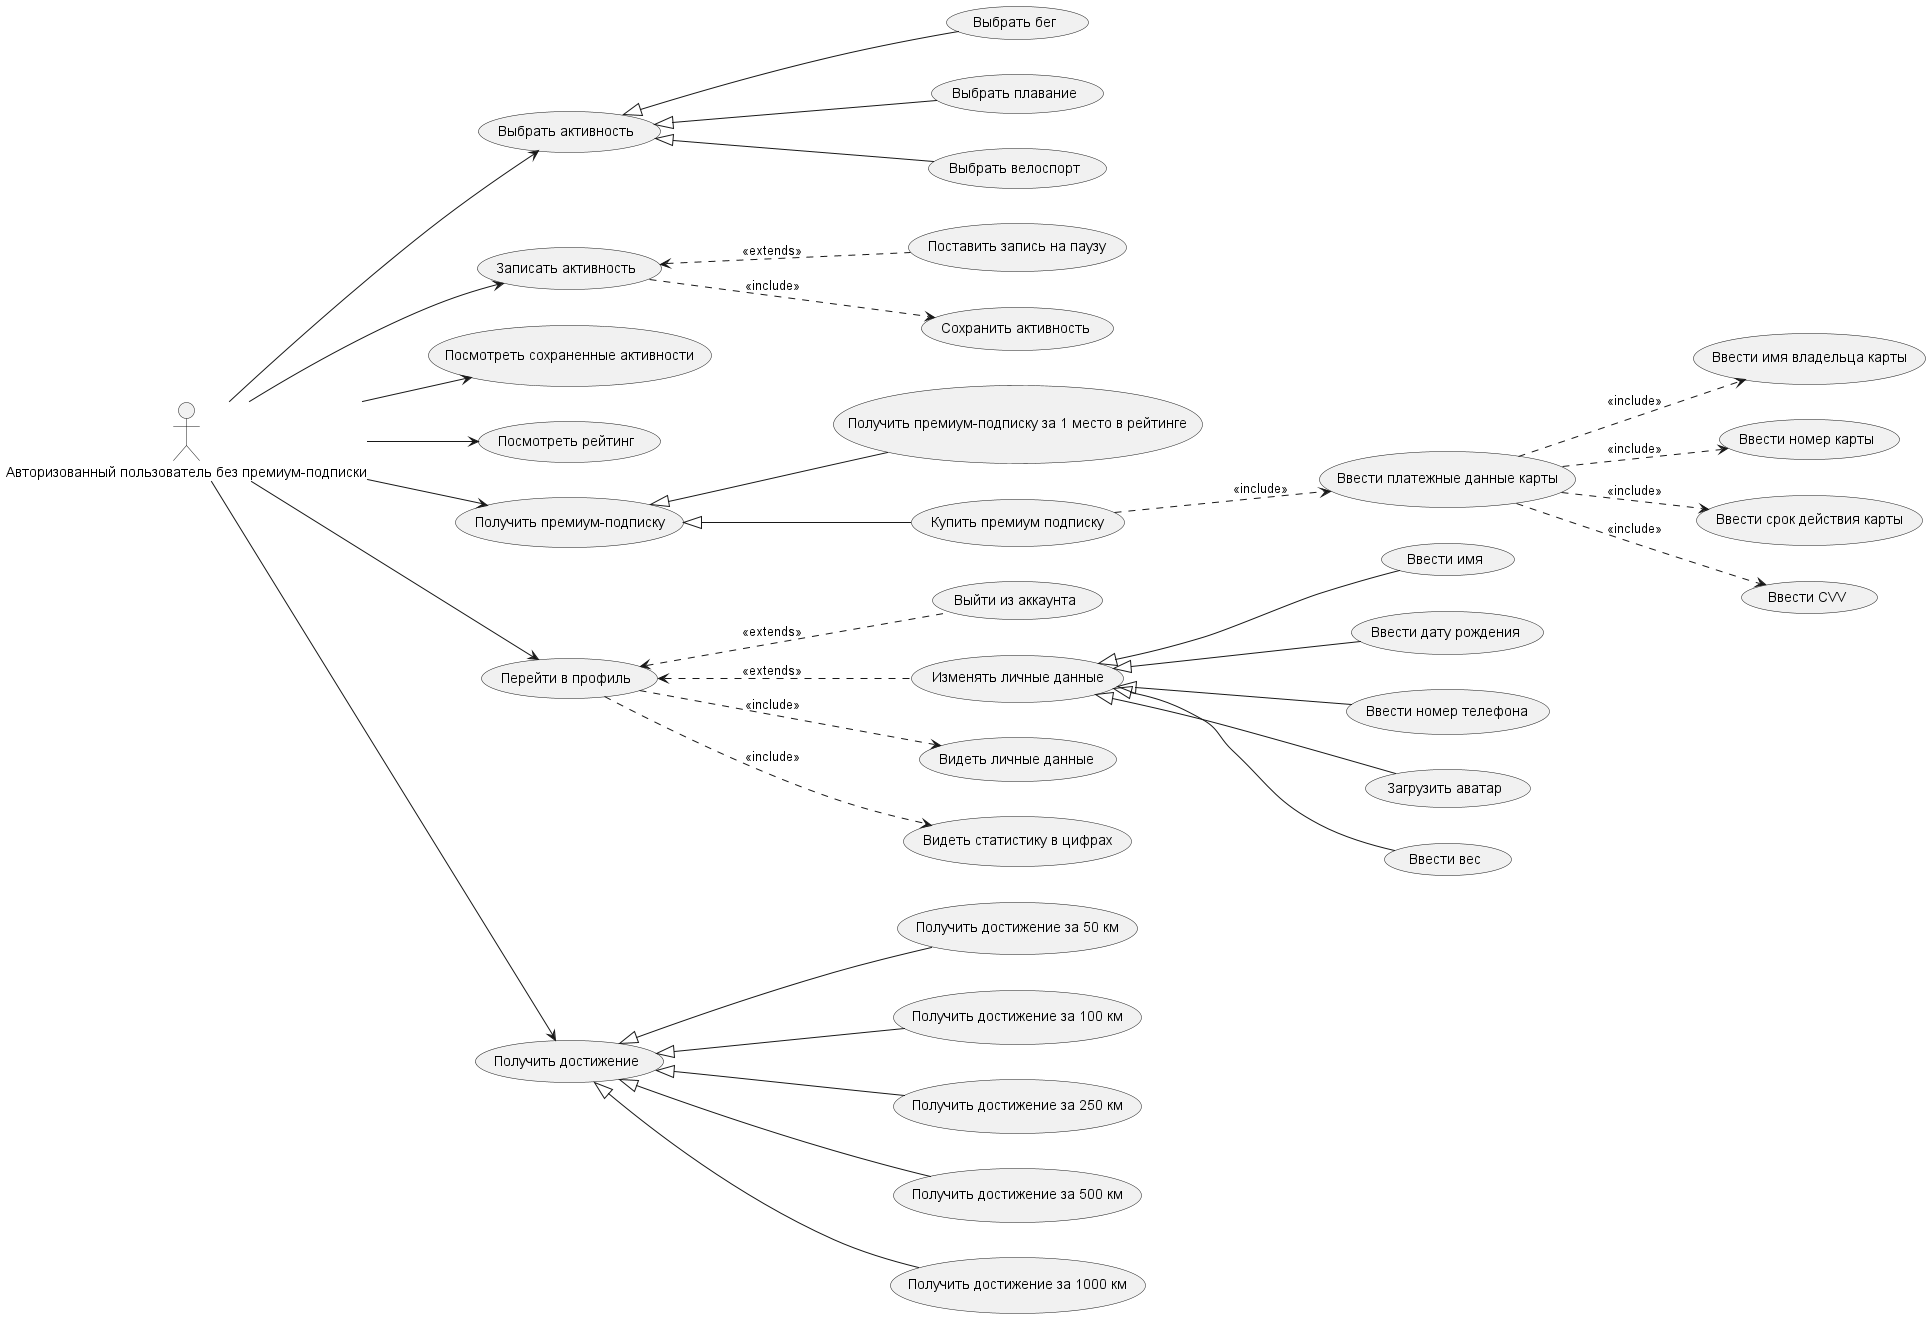 Выбрать бег
Выбрать плавание
Выбрать активность
Выбрать велоспорт
Поставить запись на паузу
«extends»
Записать активность
«include»
Сохранить активность
Посмотреть сохраненные активности
Ввести имя владельца карты
«include»
Получить премиум-подписку за 1 место в рейтинге
Ввести номер карты
Посмотреть рейтинг
«include»
Авторизованный пользователь без премиум-подписки
Ввести платежные данные карты
«include»
«include»
Ввести срок действия карты
Получить премиум-подписку
Купить премиум подписку
«include»
Ввести имя
Ввести CVV
Выйти из аккаунта
«extends»
Ввести дату рождения
«extends»
Перейти в профиль
Изменять личные данные
«include»
Ввести номер телефона
«include»
Видеть личные данные
Загрузить аватар
Видеть статистику в цифрах
Ввести вес
Получить достижение за 50 км
Получить достижение за 100 км
Получить достижение
Получить достижение за 250 км
Получить достижение за 500 км
Получить достижение за 1000 км